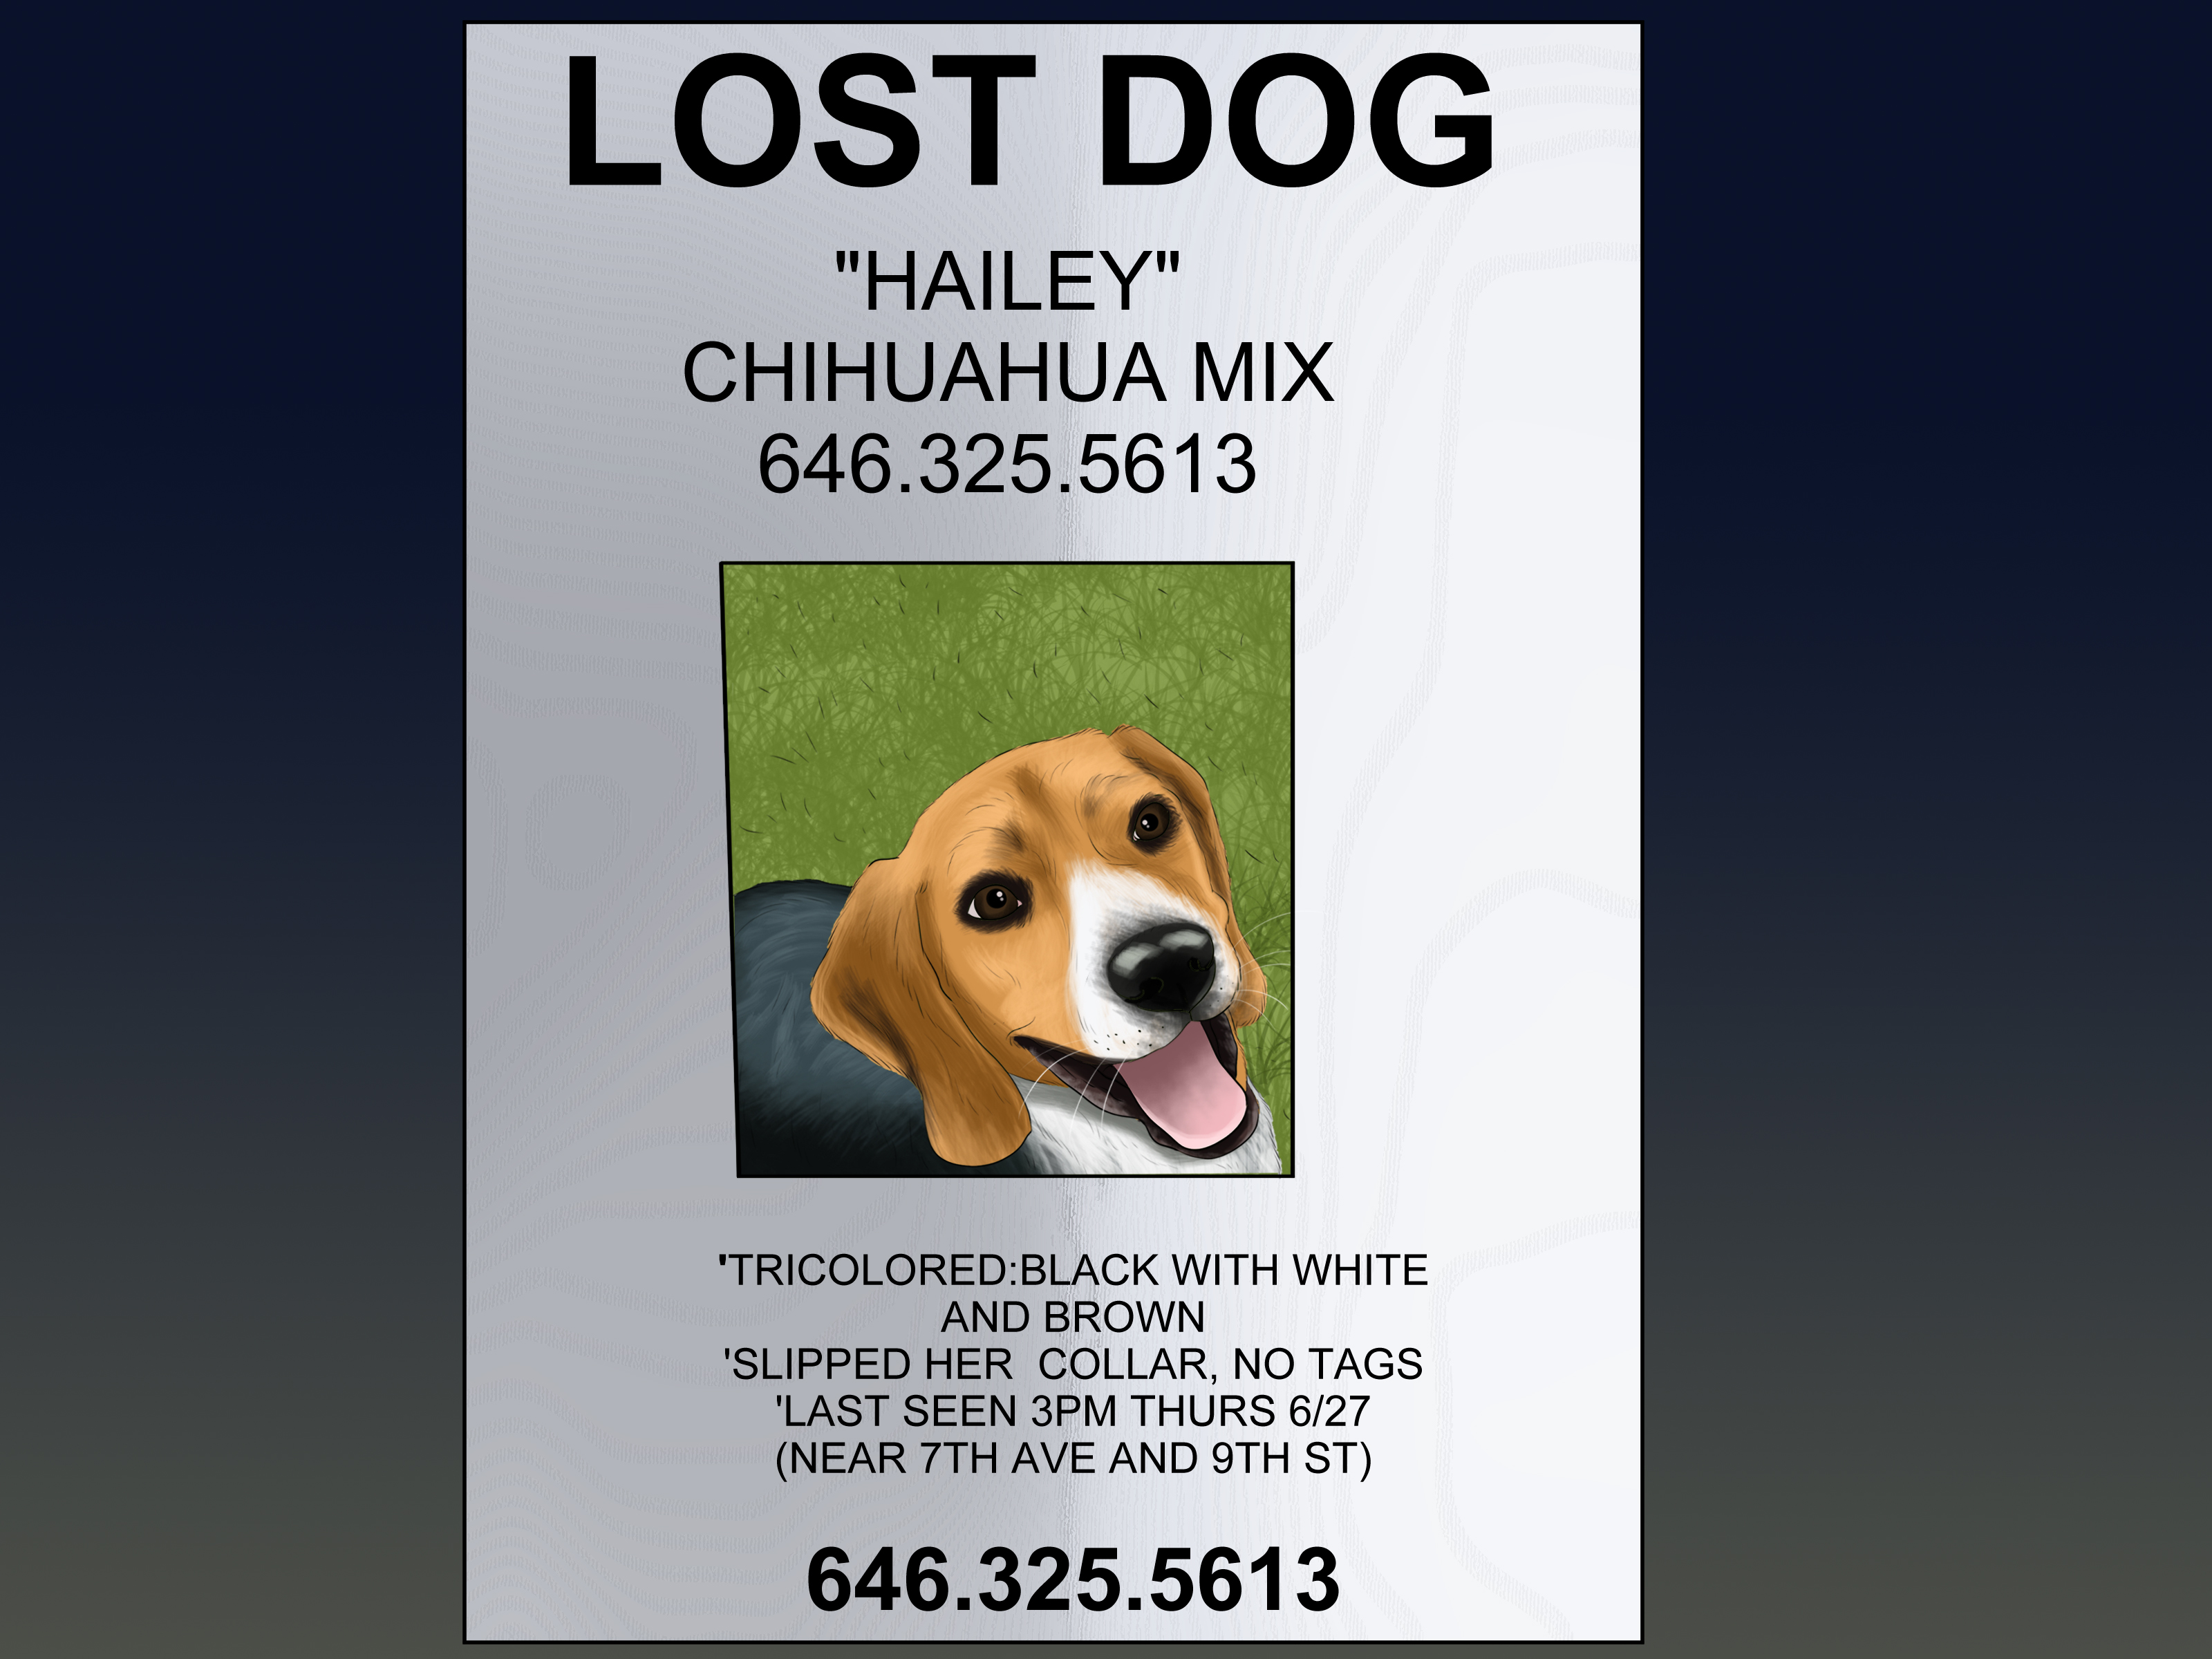 LOST DOG
"HAILEY"
CHIHUAHUA MIX
646.325.5613
'TRICOLORED:BLACK WITH WHITE
AND BROWN
'SLIPPED HER  COLLAR, NO TAGS
'LAST SEEN 3PM THURS 6/27
(NEAR 7TH AVE AND 9TH ST)
646.325.5613